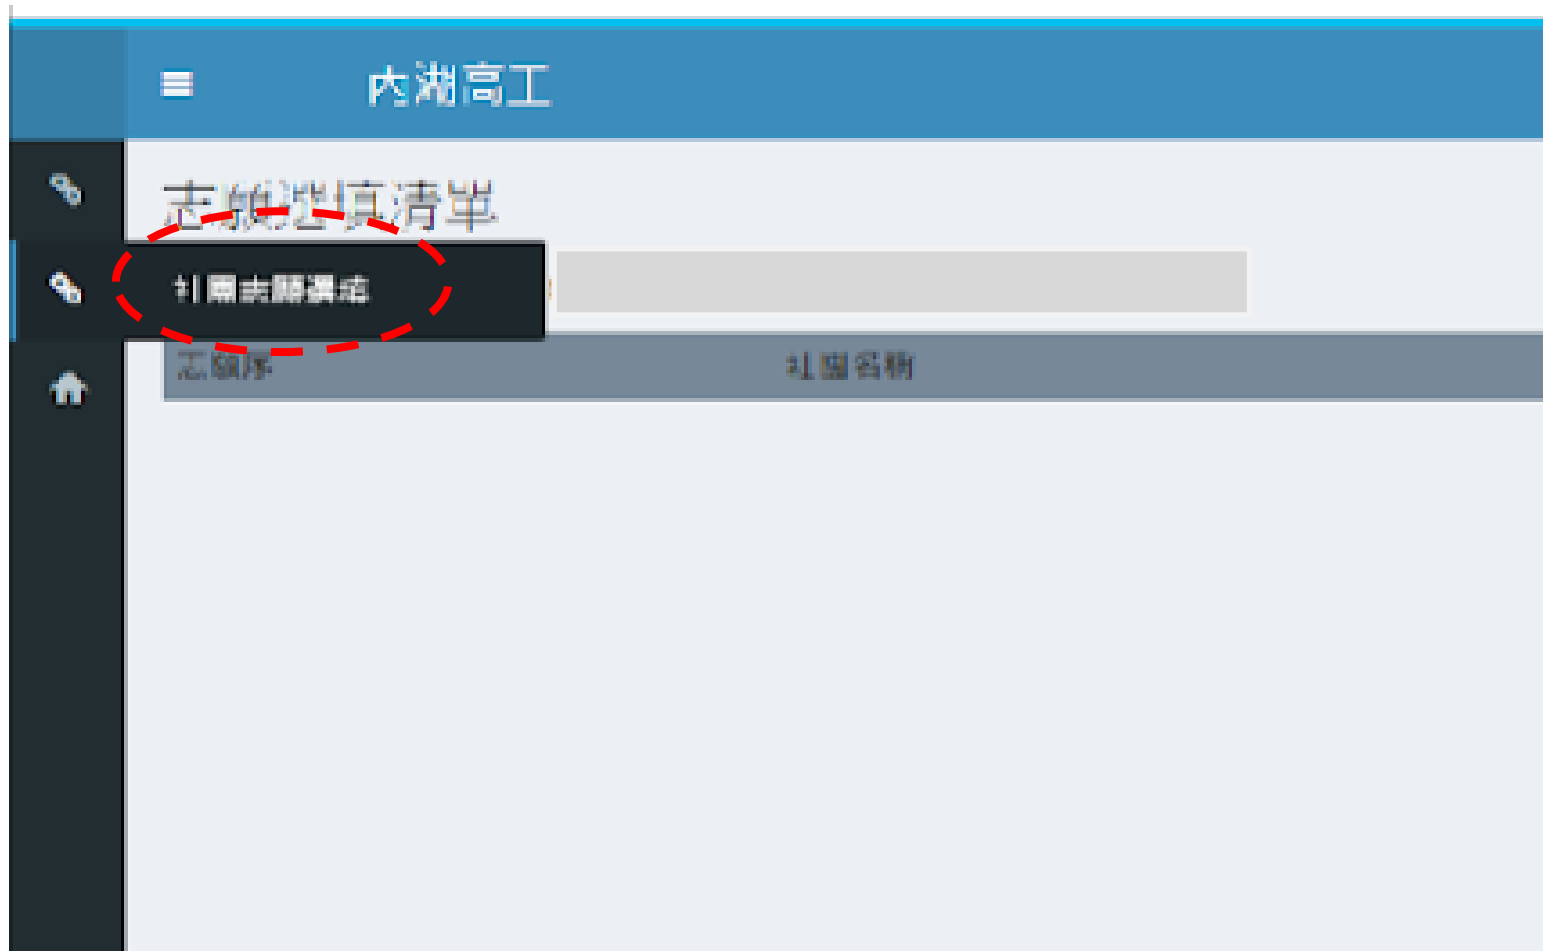 內湖高工
志願選填清單
社團志願選填
志願序 社團名稱